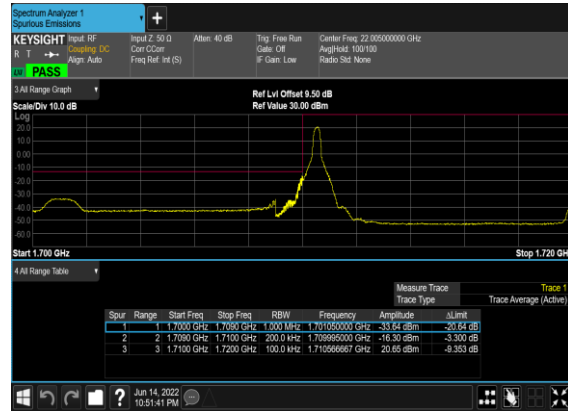 Spectrum Analyzer 1
Spurious Emissions
KEYSIGHT Input: RF Input Z: 50 Ω Atten: 40 dB Trig: Free Run Center Freq: 22.005000000 GHz
R T Coupling: DC Corr CCorr Gate: Off Avg|Hold: 100/100
Align: Auto Freq Ref: Int (S) IF Gain: Low Radio Std: None
PASS
3 All Range Graph
Ref Lvl Offset 9.50 dB
Scale/Div 10.0 dB Ref Value 30.00 dBm
Log
20.0
10.0
0.00
-10.0
-20.0
-30.0
-40.0
-50.0
-60.0
Start 1.700 GHz Stop 1.720 GH
4 All Range Table
Measure Trace Trace 1
Trace Type Trace Average (Active)
Spur Range Start Freq Stop Freq RBW Frequency Amplitude ΔLimit
1 1 1.7000 GHz 1.7090 GHz 1.000 MHz 1.701050000 GHz -33.64 dBm -20.64 dB
2 2 1.7090 GHz 1.7100 GHz 200.0 kHz 1.709995000 GHz -16.30 dBm -3.300 dB
3 3 1.7100 GHz 1.7200 GHz 100.0 kHz 1.710566667 GHz 20.65 dBm -9.353 dB
Jun 14, 2022
10:51:41 PM